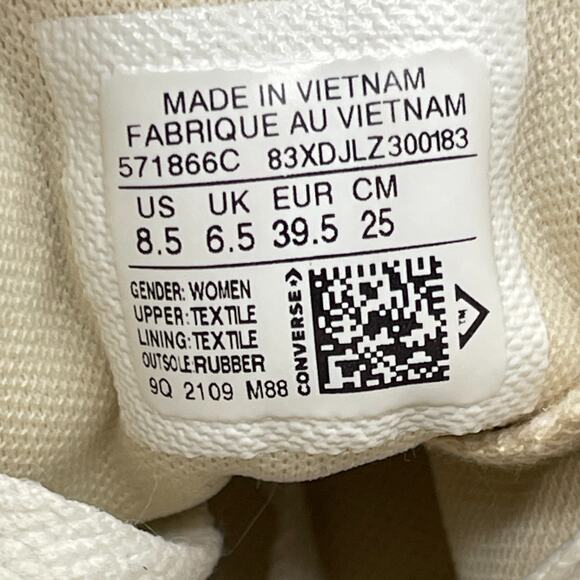 MADE IN VIETNAM
FABRIQUE AU VIETNAM
571866C 83XDJLZ300183
US UK EUR CM
8.5 6.5 39.5 25
GENDER: WOMEN
UPPER: TEXTILE
LINING: TEXTILE
OUTSOLE: RUBBER
9Q 2109 M88
CONVERSE
TM